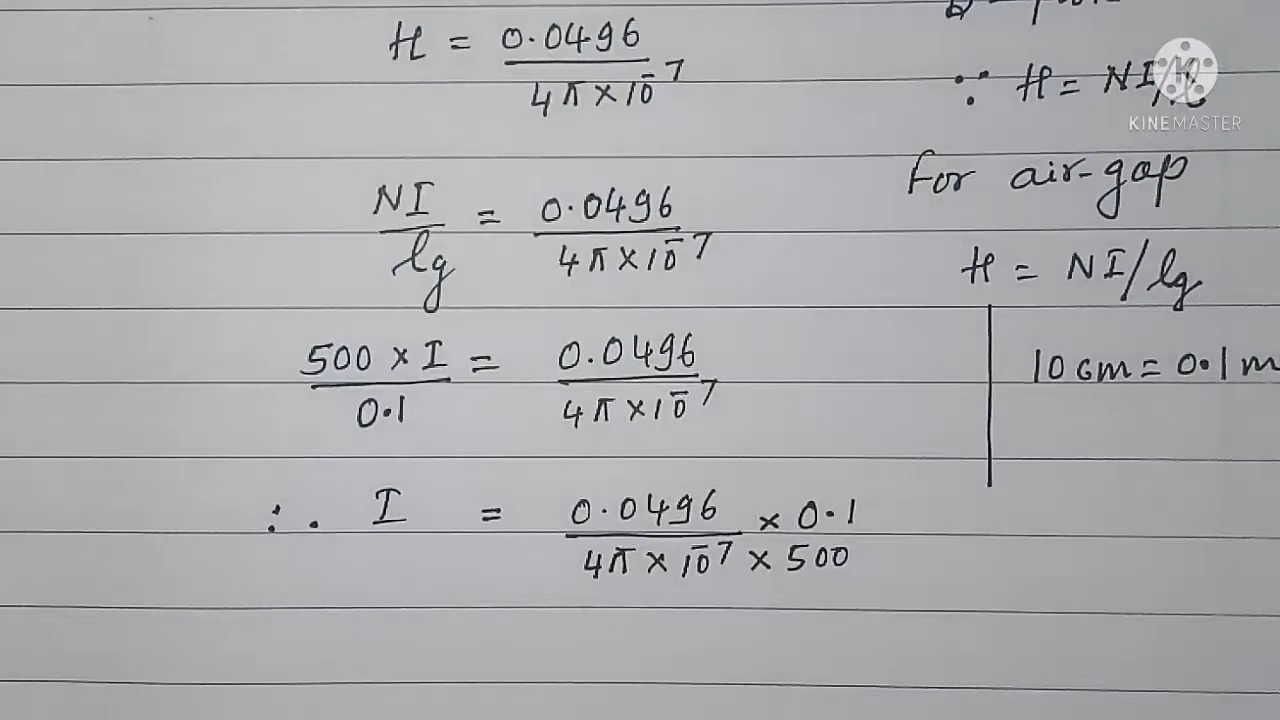 H = 0.0496 / 4π×10⁻⁷
∵ H = NI/
KINEMASTER
NI / lg = 0.0496 / 4π×10⁻⁷
For air-gap
H = NI/lg
500 × I / 0.1 = 0.0496 / 4π×10⁻⁷
10 cm = 0.1 m
∴ I = 0.0496 × 0.1 / 4π×10⁻⁷ × 500